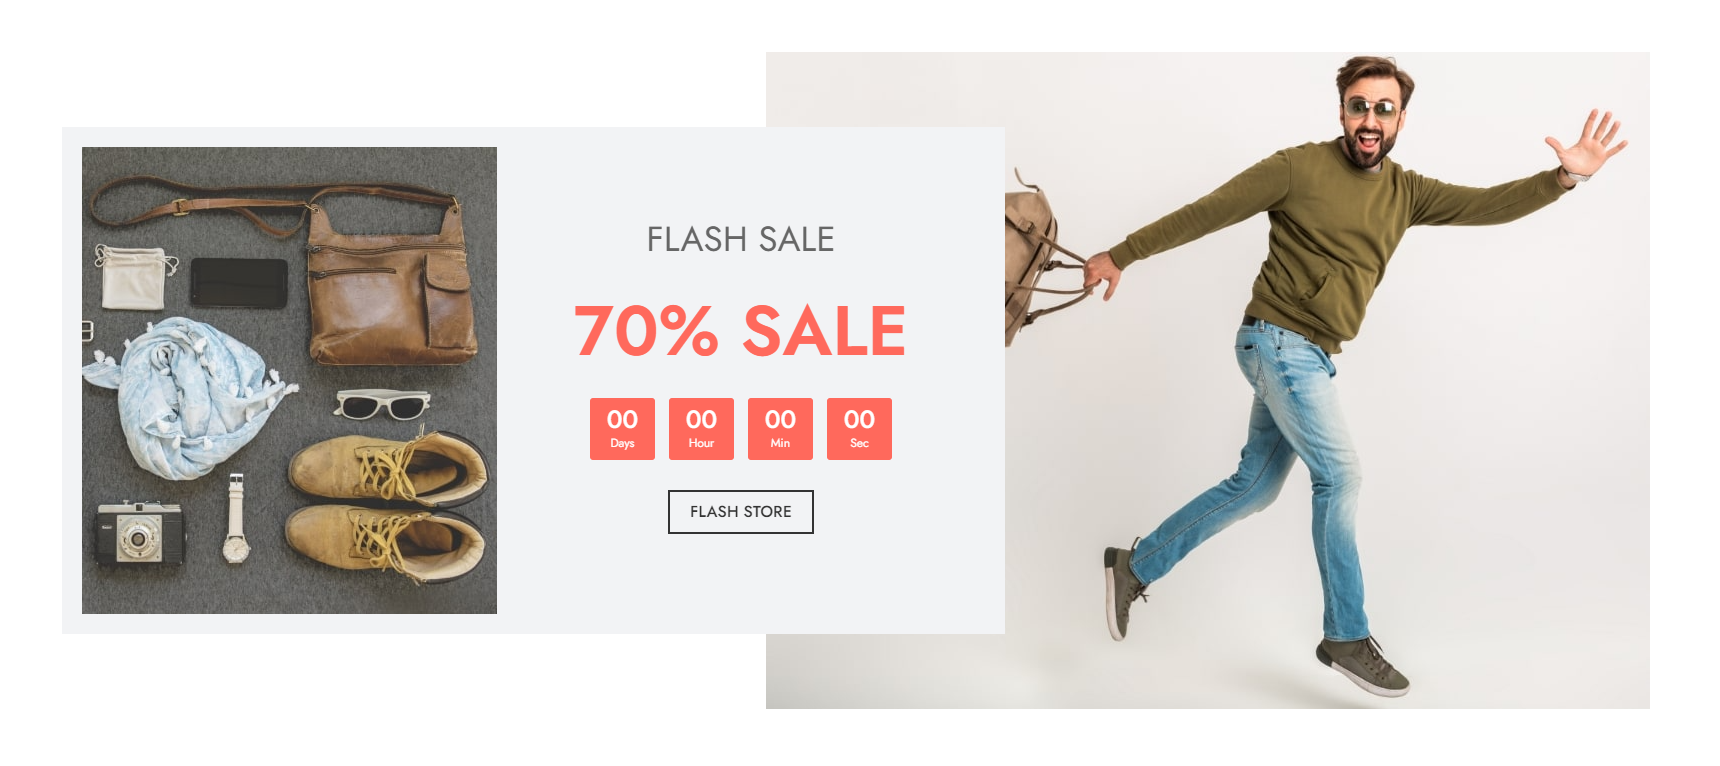 FLASH SALE
70% SALE
00 00 00 00
Days Hour Min Sec
FLASH STORE